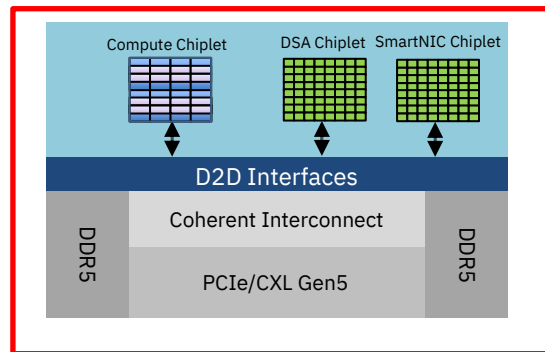 Compute Chiplet
DSA Chiplet
SmartNIC Chiplet
D2D Interfaces
Coherent Interconnect
DDR5
DDR5
PCIe/CXL Gen5